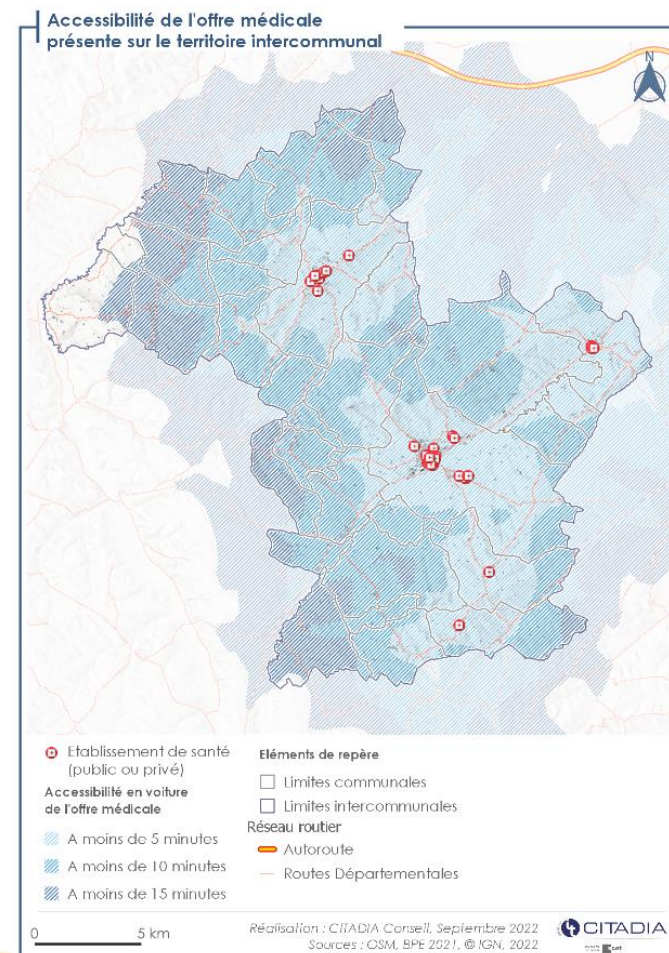 Accessibilité de l'offre médicale
présente sur le territoire intercommunal
N
Etablissement de santé
(public ou privé)
Accessibilité en voiture
de l'offre médicale
A moins de 5 minutes
A moins de 10 minutes
A moins de 15 minutes
Eléments de repère
Limites communales
Limites intercommunales
Réseau routier
Autoroute
Routes Départementales
0 5 km
Réalisation : CITADIA Conseil, Septembre 2022
Sources : OSM, BPE 2021, © IGN, 2022
CITADIA